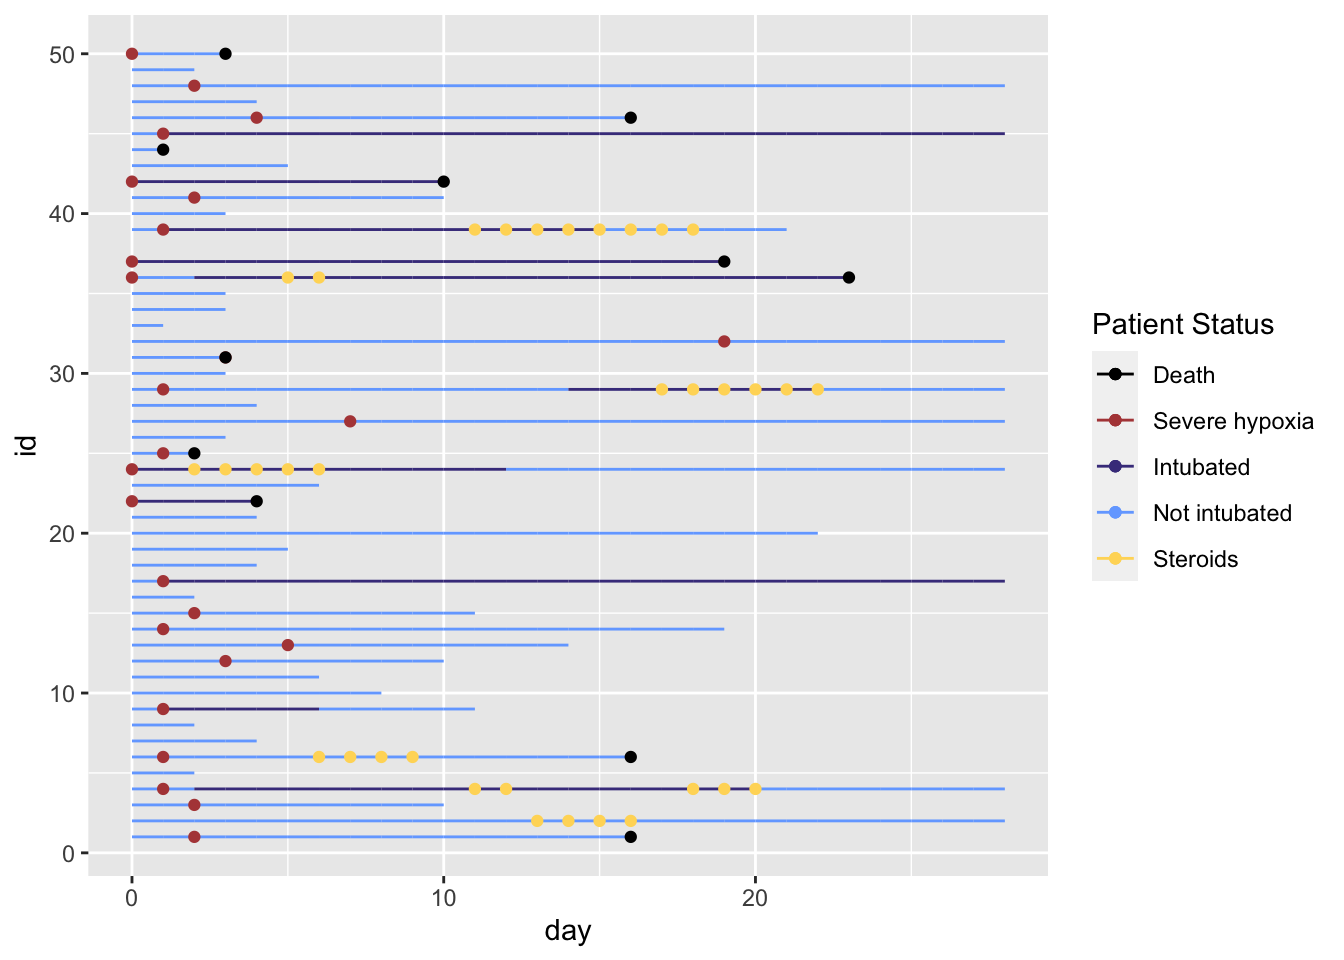 50
40
30
20
10
0
id
0 10 20
day
Patient Status
Death
Severe hypoxia
Intubated
Not intubated
Steroids